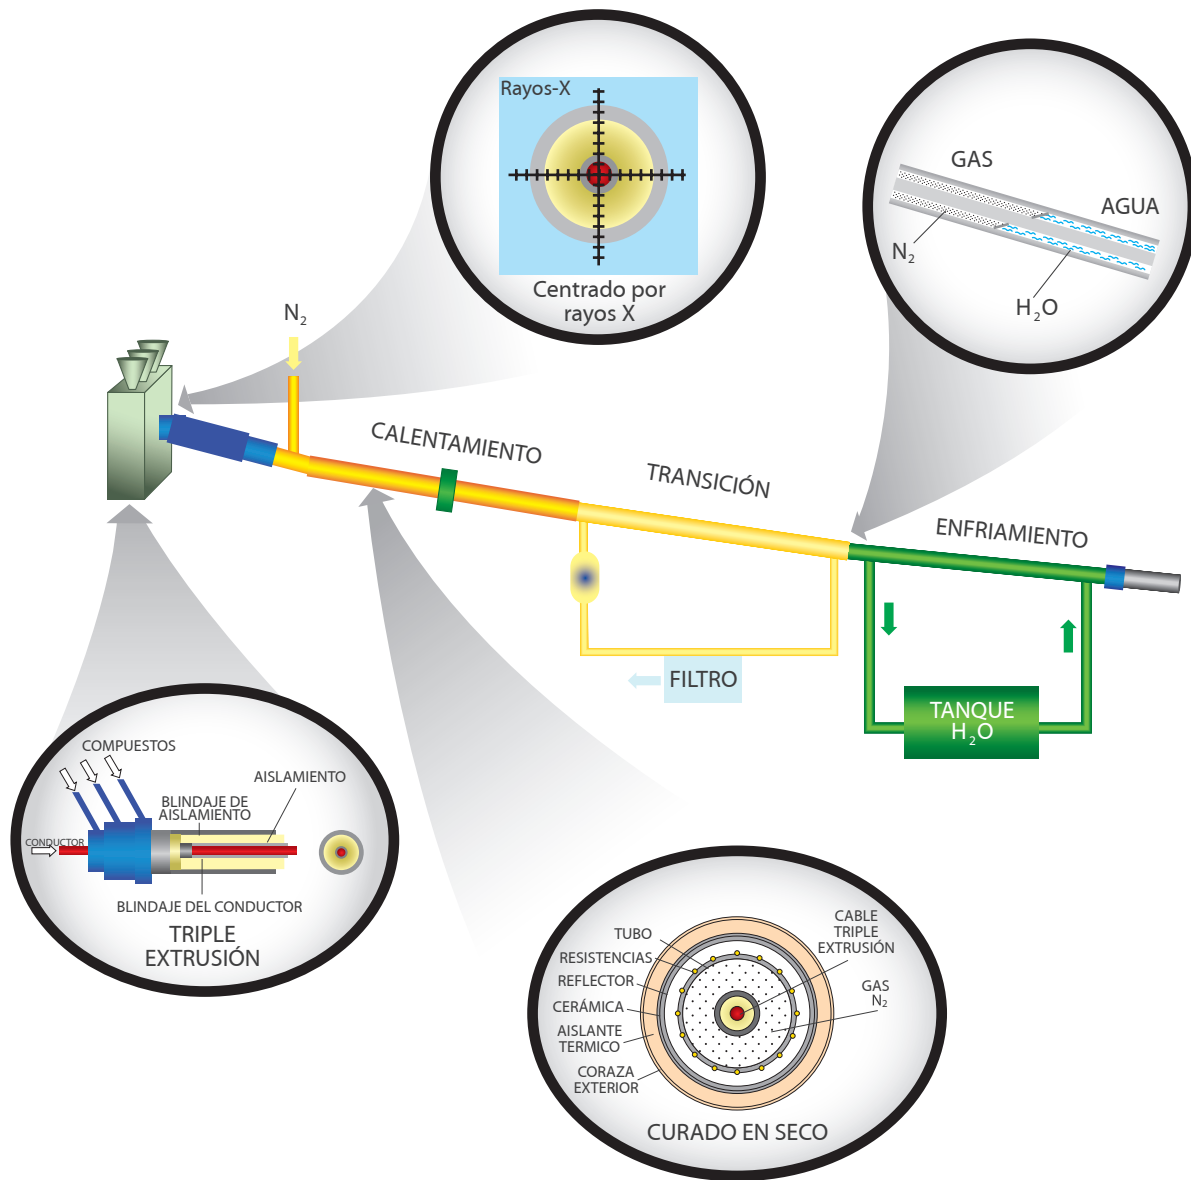 Rayos-X
Centrado por
rayos X
GAS
AGUA
N₂
H₂O
N₂
CALENTAMIENTO
TRANSICIÓN
ENFRIAMIENTO
FILTRO
TANQUE
H₂O
COMPUESTOS
AISLAMIENTO
BLINDAJE DE
AISLAMIENTO
CONDUCTOR
BLINDAJE DEL CONDUCTOR
TRIPLE
EXTRUSIÓN
TUBO
RESISTENCIAS
REFLECTOR
CERÁMICA
AISLANTE
TERMICO
CORAZA
EXTERIOR
CABLE
TRIPLE
EXTRUSIÓN
GAS
N₂
CURADO EN SECO